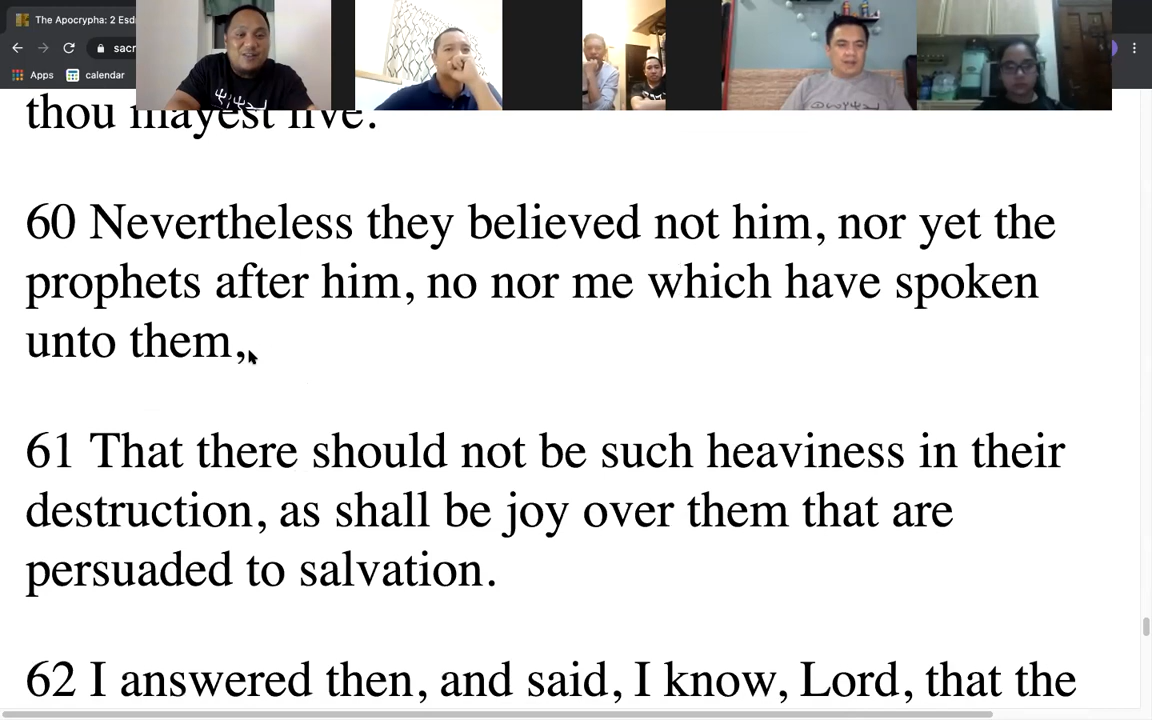 The Apocrypha: 2 Esd
sacr
Apps calendar
thou mayest live.
60 Nevertheless they believed not him, nor yet the
prophets after him, no nor me which have spoken
unto them,
61 That there should not be such heaviness in their
destruction, as shall be joy over them that are
persuaded to salvation.
62 I answered then, and said, I know, Lord, that the